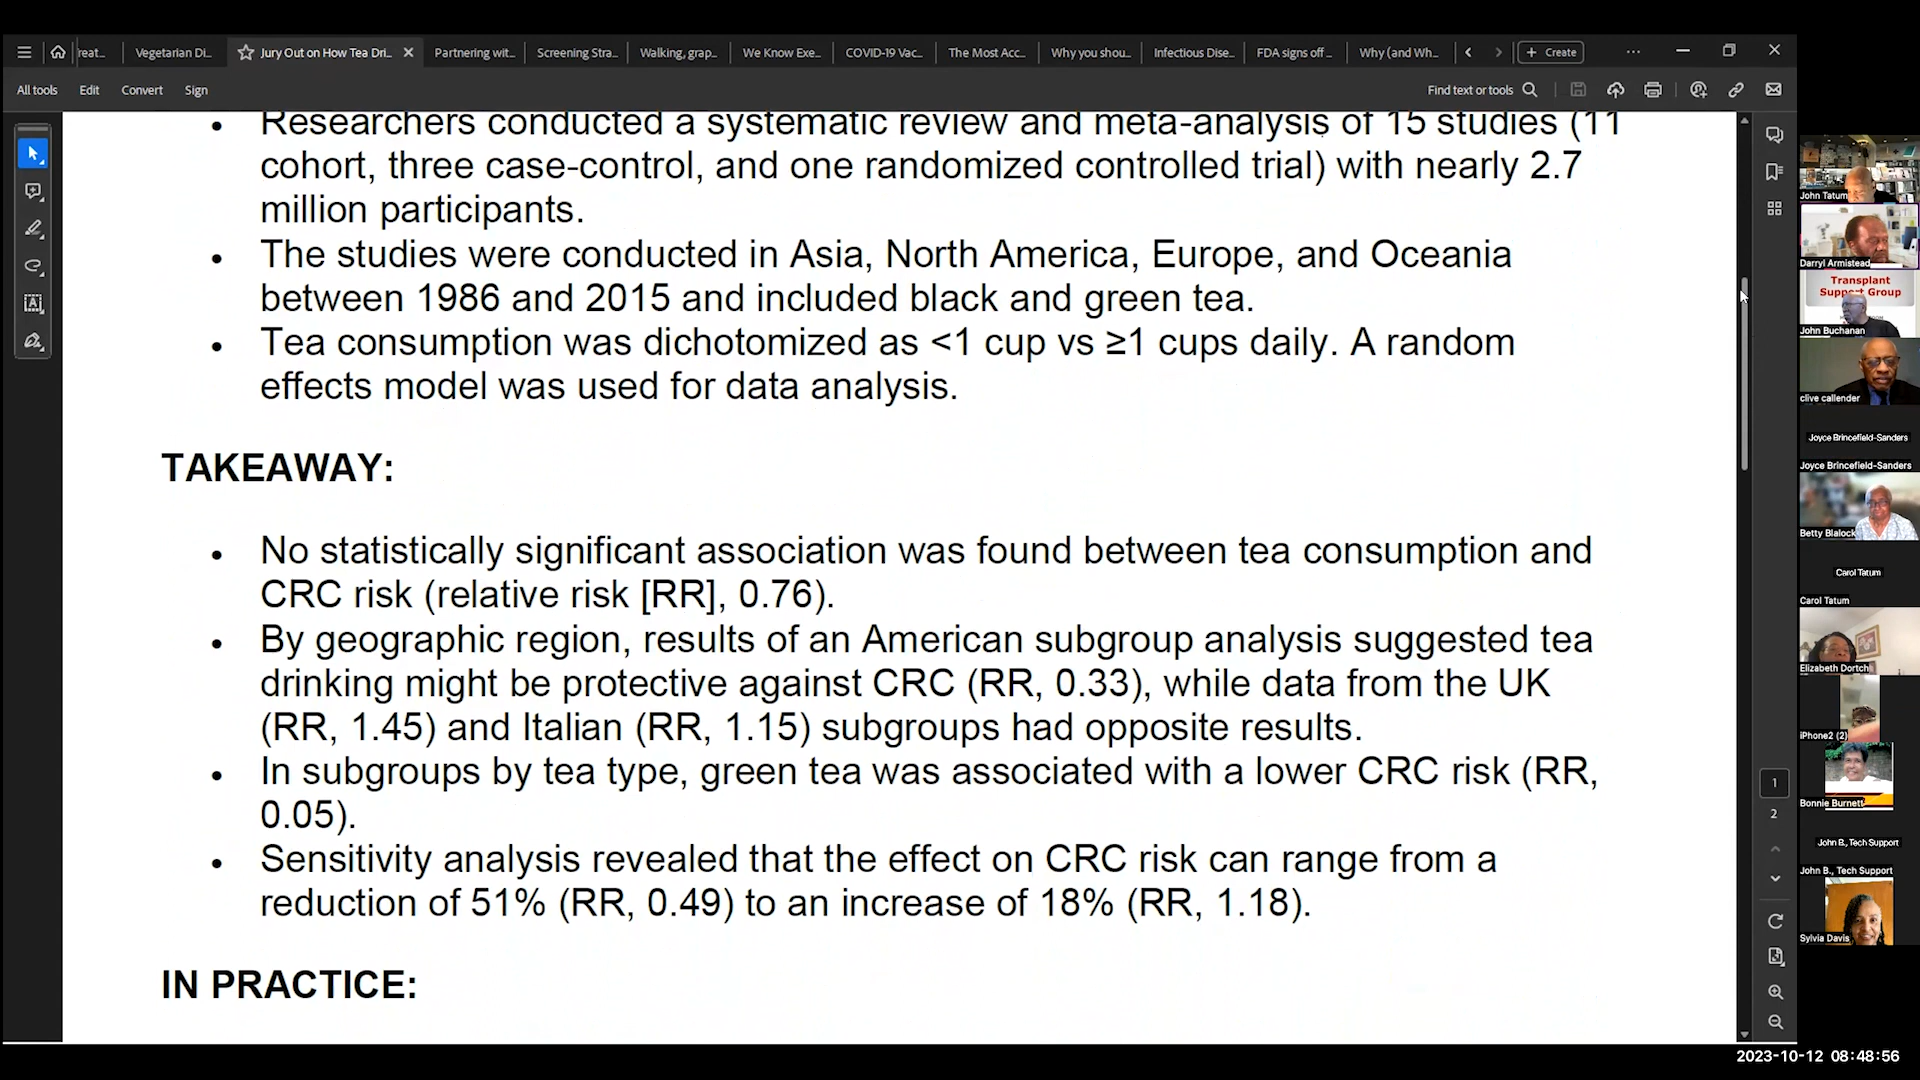 reat...
Vegetarian Di...
Jury Out on How Tea Dri...
Partnering wit...
Screening Stra...
Walking, grap...
We Know Exe...
COVID-19 Vac...
The Most Acc...
Why you shou...
Infectious Dise...
FDA signs off ...
Why (and Wh...
+ Create
All tools
Edit
Convert
Sign
Find text or tools
• Researchers conducted a systematic review and meta-analysis of 15 studies (11
cohort, three case-control, and one randomized controlled trial) with nearly 2.7
million participants.
• The studies were conducted in Asia, North America, Europe, and Oceania
between 1986 and 2015 and included black and green tea.
• Tea consumption was dichotomized as <1 cup vs ≥1 cups daily. A random
effects model was used for data analysis.
TAKEAWAY:
• No statistically significant association was found between tea consumption and
CRC risk (relative risk [RR], 0.76).
• By geographic region, results of an American subgroup analysis suggested tea
drinking might be protective against CRC (RR, 0.33), while data from the UK
(RR, 1.45) and Italian (RR, 1.15) subgroups had opposite results.
• In subgroups by tea type, green tea was associated with a lower CRC risk (RR,
0.05).
• Sensitivity analysis revealed that the effect on CRC risk can range from a
reduction of 51% (RR, 0.49) to an increase of 18% (RR, 1.18).
IN PRACTICE:
1
2
John Tatum
Darryl Armistead
Transplant
Support Group
John Buchanan
clive callender
Joyce Brincefield-Sanders
Joyce Brincefield-Sanders
Betty Blalock
Carol Tatum
Carol Tatum
Elizabeth Dortch
iPhone2 (2)
Bonnie Burnett
John B., Tech Support
John B., Tech Support
Sylvia Davis
2023-10-12 08:48:56